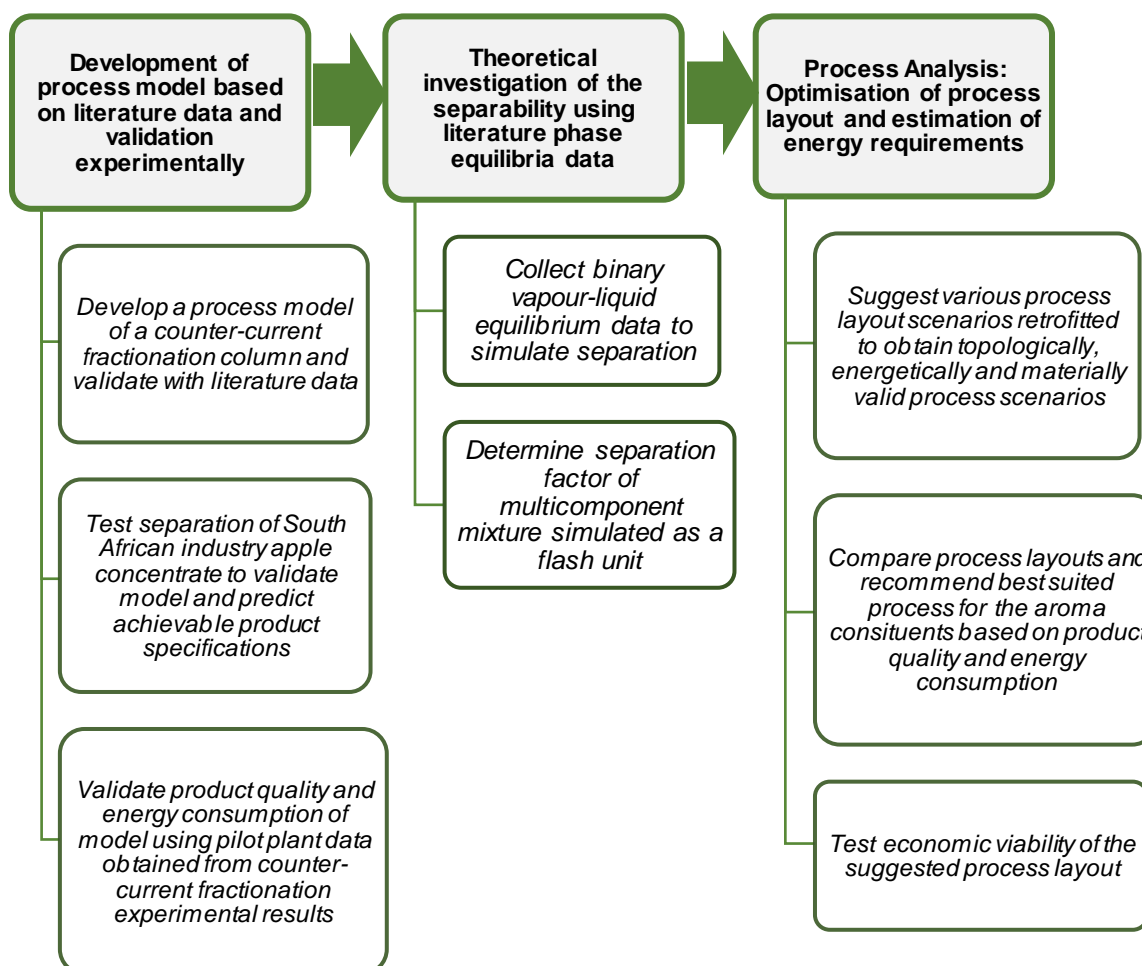 Development of
process model based
on literature data and
validation
experimentally
Theoretical
investigation of the
separability using
literature phase
equilibria data
Process Analysis:
Optimisation of process
layout and estimation of
energy requirements
Develop a process model
of a counter-current
fractionation column and
validate with literature data
Test separation of South
African industry apple
concentrate to validate
model and predict
achievable product
specifications
Validate product quality and
energy consumption of
model using pilot plant data
obtained from counter-
current fractionation
experimental results
Collect binary
vapour-liquid
equilibrium data to
simulate separation
Determine separation
factor of
multicomponent
mixture simulated as a
flash unit
Suggest various process
layout scenarios retrofitted
to obtain topologically,
energetically and materially
valid process scenarios
Compare process layouts and
recommend best suited
process for the aroma
consituents based on product
quality and energy
consumption
Test economic viability of the
suggested process layout